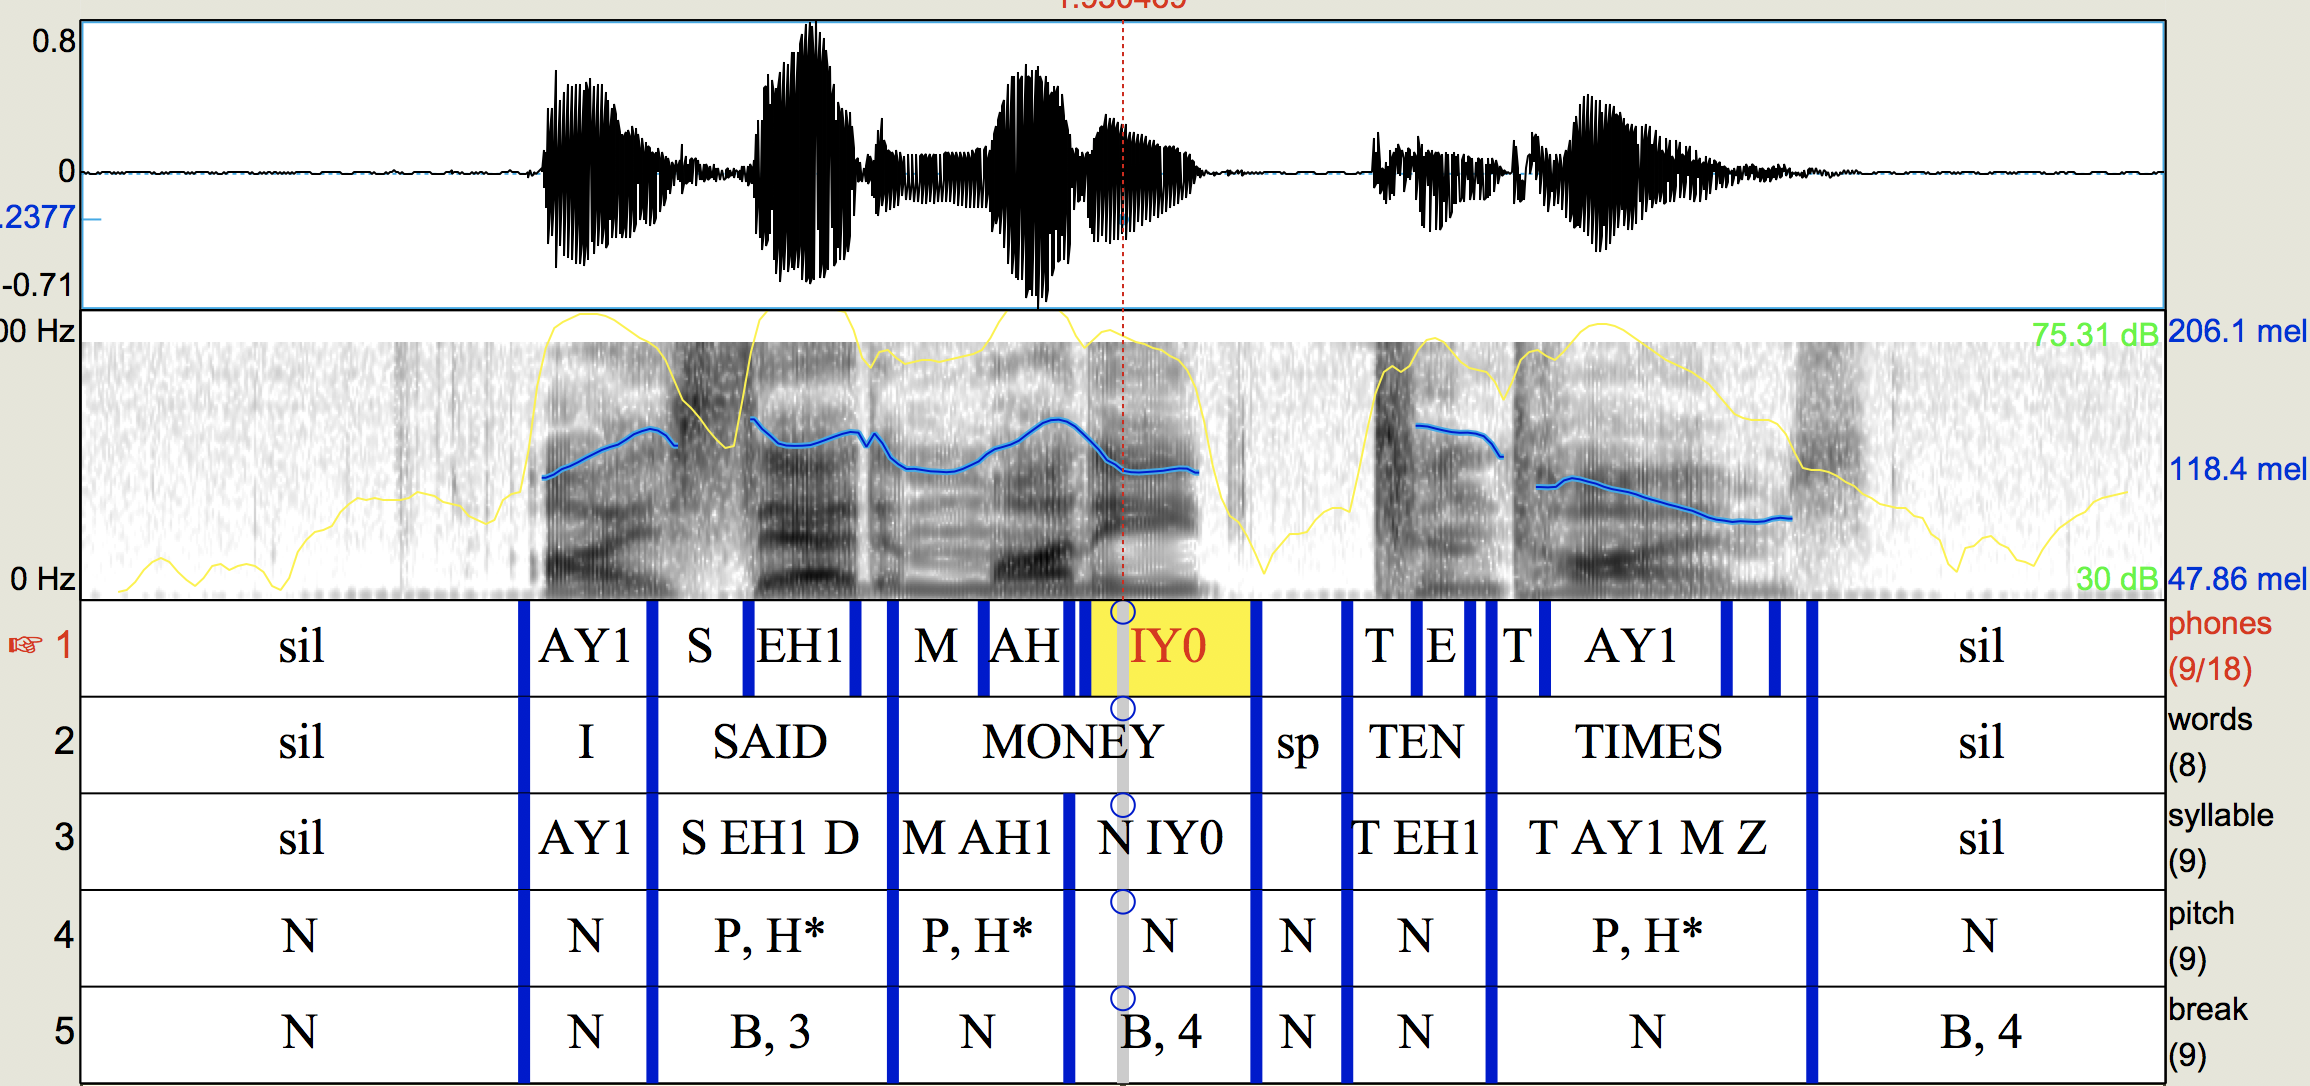 0.8
0
.2377
-0.71
00 Hz
75.31 dB
206.1 mel
118.4 mel
0 Hz
30 dB
47.86 mel
☞ 1 sil AY1 S EH1 M AH IY0 T E T AY1 sil phones (9/18)
2 sil I SAID MONEY sp TEN TIMES sil words (8)
3 sil AY1 S EH1 D M AH1 N IY0 T EH1 T AY1 M Z sil syllable (9)
4 N N P, H* P, H* N N N P, H* N pitch (9)
5 N N B, 3 N B, 4 N N N B, 4 break (9)